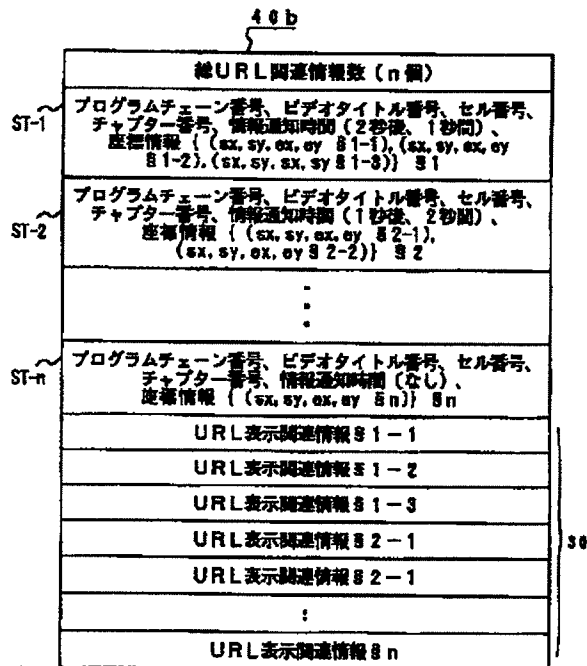 40b
総URL関連情報数（n個）
ST-1
プログラムチェーン番号、ビデオタイトル番号、セル番号、
チャプター番号、情報通知時間（2秒後、1秒間）、
座標情報｛（sx, sy, ex, ey
§1-1）,（sx, sy, ex, ey
§1-2）,（sx, sy, sx, sy§1-3）｝ §1
ST-2
プログラムチェーン番号、ビデオタイトル番号、セル番号、
チャプター番号、情報通知時間（1秒後、2秒間）、
座標情報｛（sx, sy, ex, ey §2-1）,
（sx, sy, ex, ey§2-2）｝ §2
ST-n
プログラムチェーン番号、ビデオタイトル番号、セル番号、
チャプター番号、情報通知時間（なし）、
座標情報｛（sx, sy, ex, ey §n）｝ §n
URL表示関連情報§1－1
URL表示関連情報§1－2
URL表示関連情報§1－3
URL表示関連情報§2－1
URL表示関連情報§2－1
URL表示関連情報§n
30